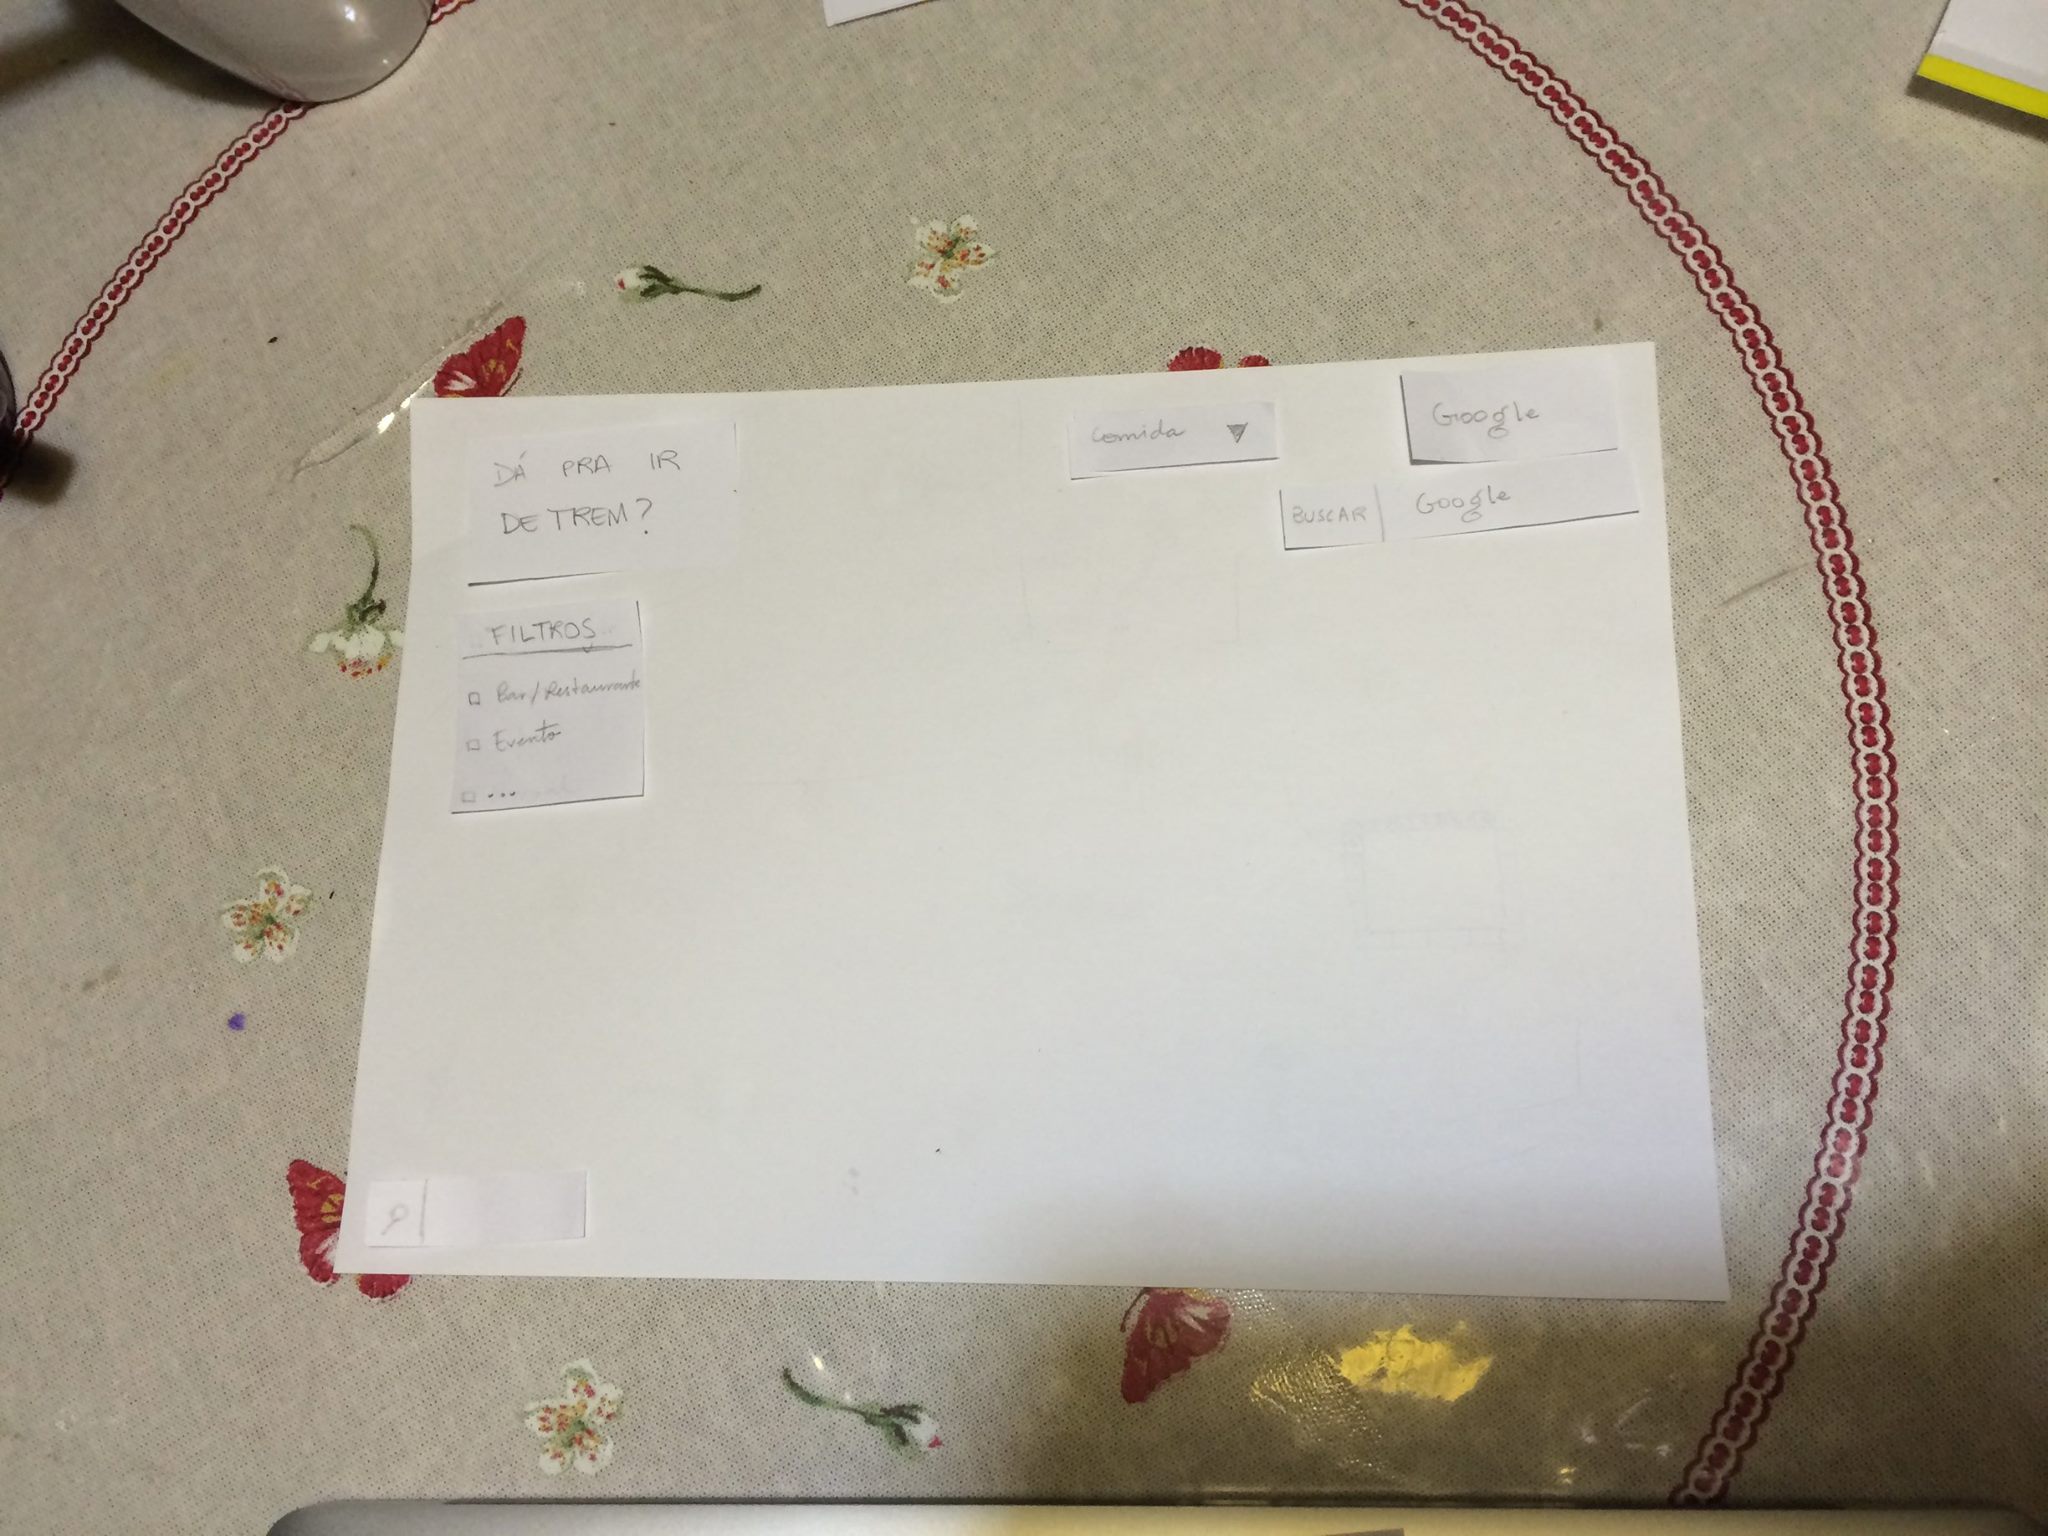 DÁ PRA IR
DE TREM?
Comida
Google
BUSCAR Google
FILTROS
Bar/Restaurante
Evento
...